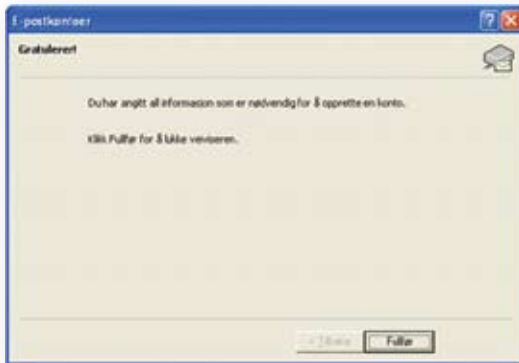 E-postkontoer
Gratulerer!
Du har angitt all informasjon som er nødvendig for å opprette en konto.
Klikk Fullfør for å lukke veiviseren.
< Tilbake
Fullfør